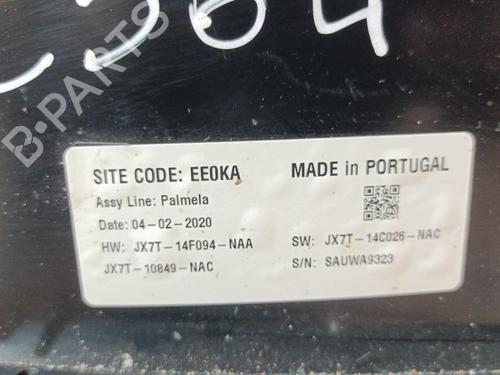 B-PARTS
SITE CODE: EE0KA
MADE in PORTUGAL
Assy Line: Palmela
Date: 04-02-2020
HW: JX7T-14F094-NAA
SW: JX7T-14C026-NAC
JX7T-10849-NAC
S/N: SAUWA9323